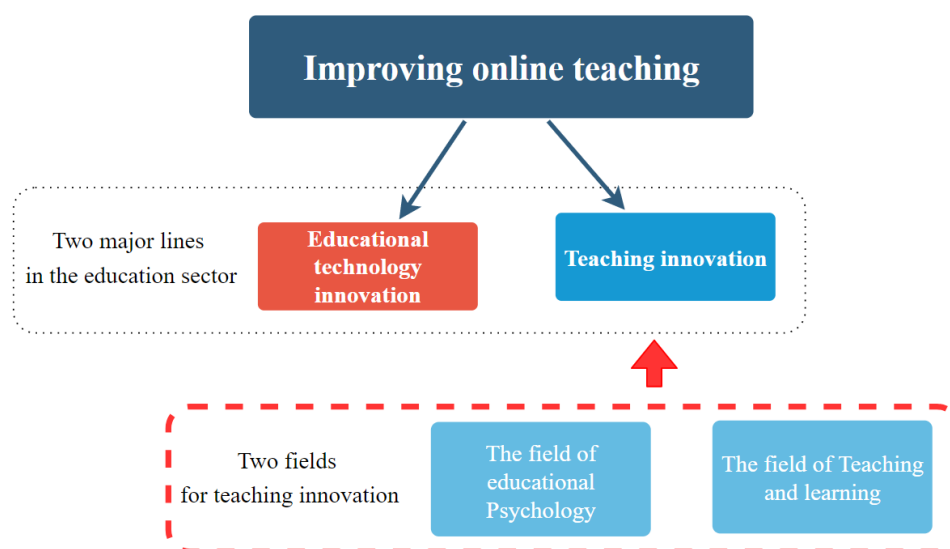 Improving online teaching
Two major lines
in the education sector
Educational
technology
innovation
Teaching innovation
Two fields
for teaching innovation
The field of
educational
Psychology
The field of Teaching
and learning